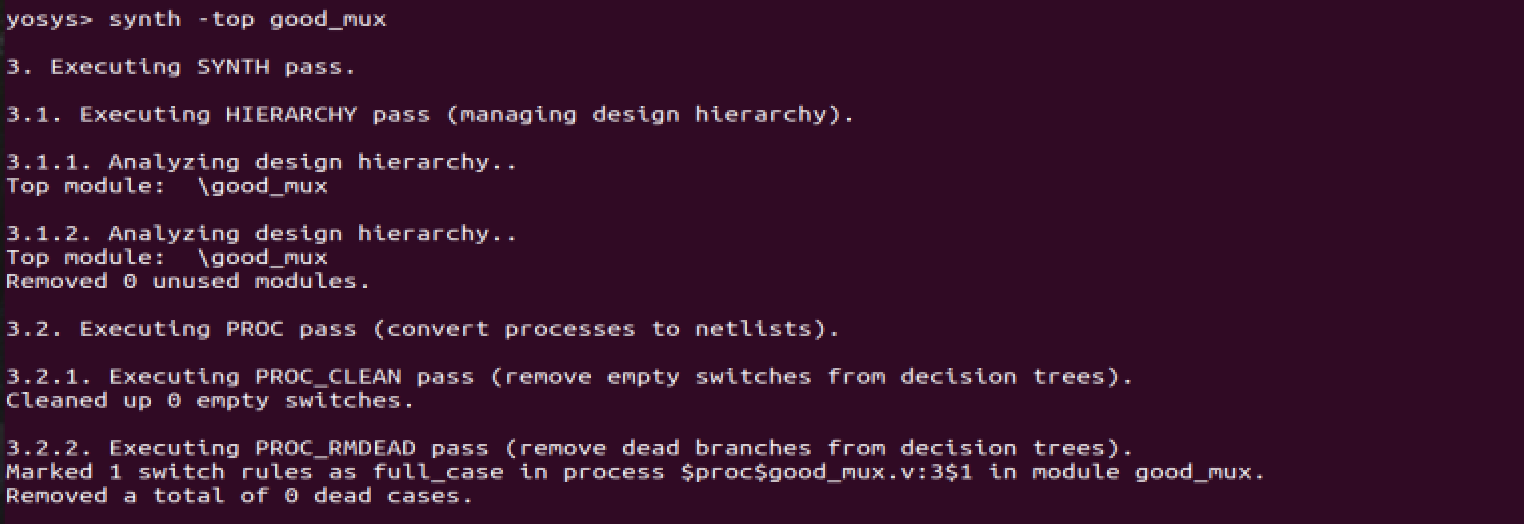 yosys> synth -top good_mux
3. Executing SYNTH pass.
3.1. Executing HIERARCHY pass (managing design hierarchy).
3.1.1. Analyzing design hierarchy..
Top module:  \good_mux
3.1.2. Analyzing design hierarchy..
Top module:  \good_mux
Removed 0 unused modules.
3.2. Executing PROC pass (convert processes to netlists).
3.2.1. Executing PROC_CLEAN pass (remove empty switches from decision trees).
Cleaned up 0 empty switches.
3.2.2. Executing PROC_RMDEAD pass (remove dead branches from decision trees).
Marked 1 switch rules as full_case in process $proc$good_mux.v:3$1 in module good_mux.
Removed a total of 0 dead cases.